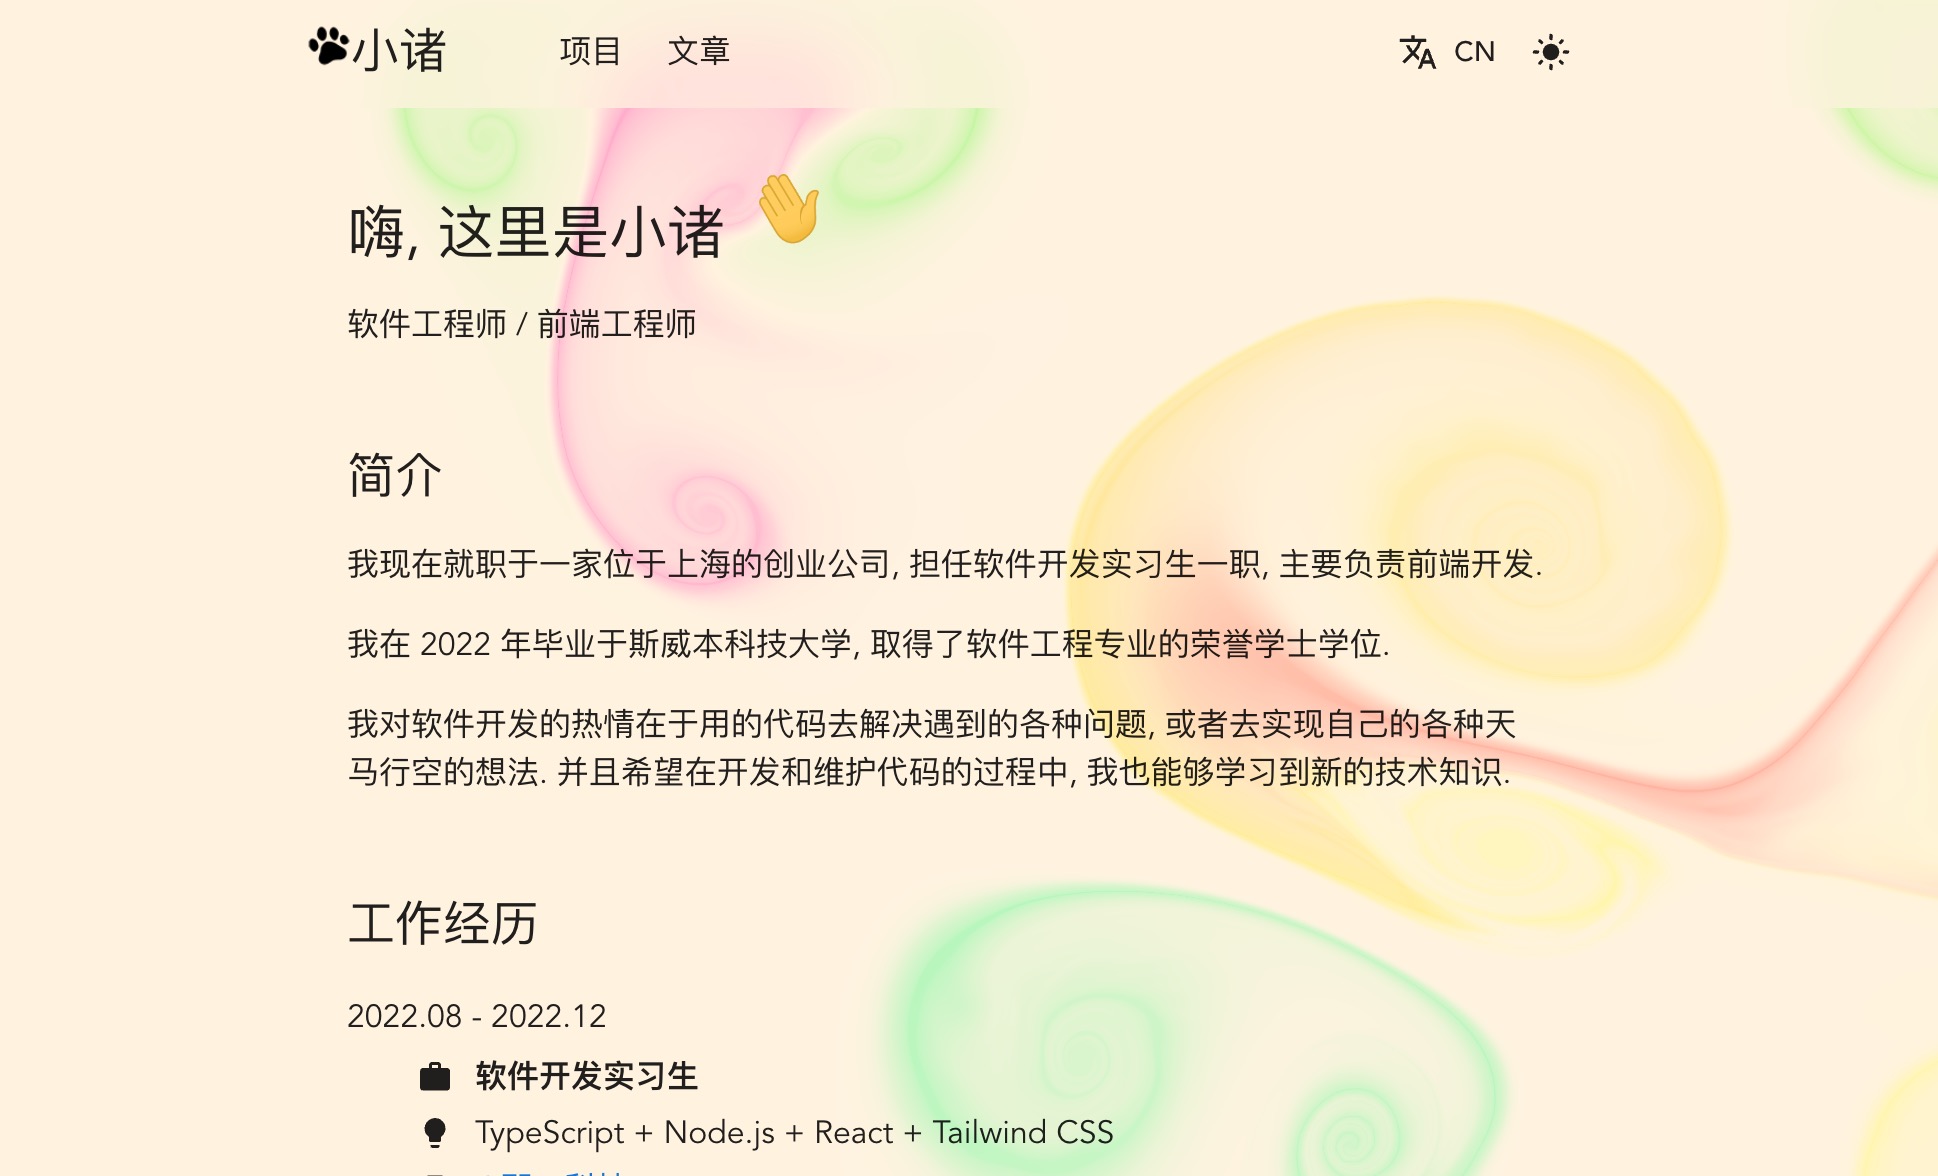 小诸
项目
文章
CN
嗨, 这里是小诸
软件工程师 / 前端工程师
简介
我现在就职于一家位于上海的创业公司, 担任软件开发实习生一职, 主要负责前端开发.
我在 2022 年毕业于斯威本科技大学, 取得了软件工程专业的荣誉学士学位.
我对软件开发的热情在于用的代码去解决遇到的各种问题, 或者去实现自己的各种天
马行空的想法. 并且希望在开发和维护代码的过程中, 我也能够学习到新的技术知识.
工作经历
2022.08 - 2022.12
软件开发实习生
TypeScript + Node.js + React + Tailwind CSS